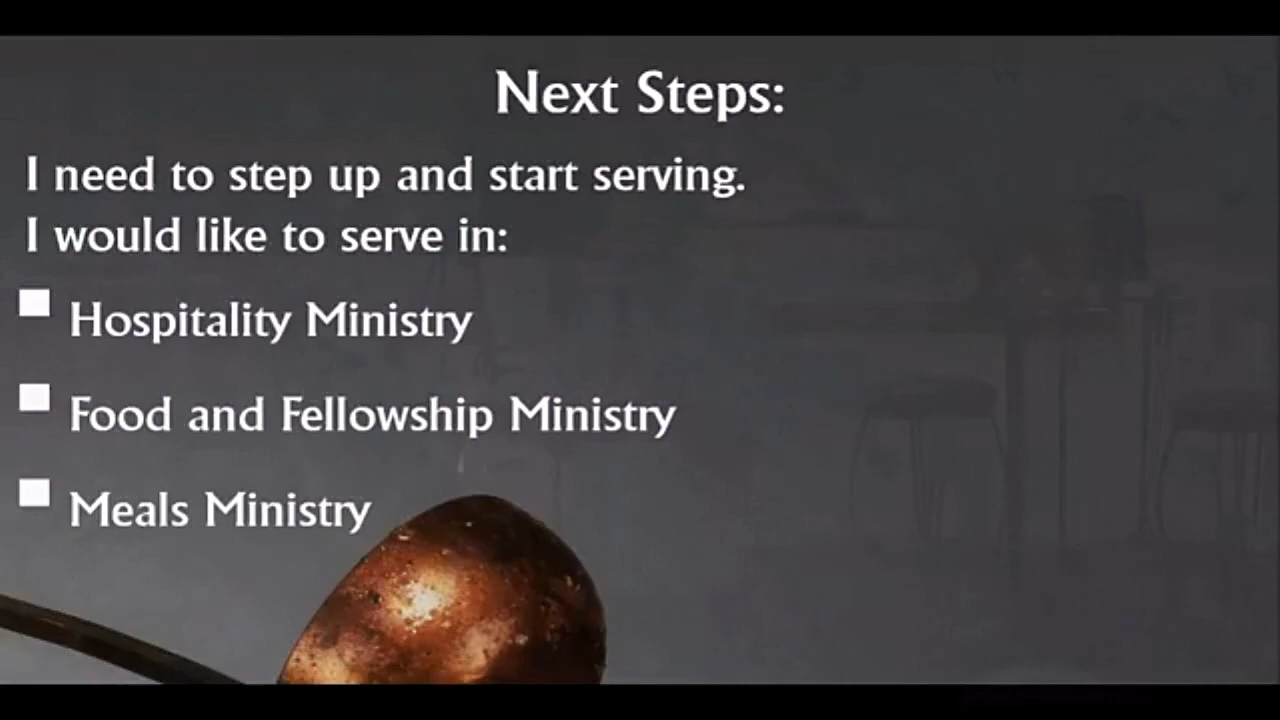 Next Steps:
I need to step up and start serving.
I would like to serve in:
Hospitality Ministry
Food and Fellowship Ministry
Meals Ministry